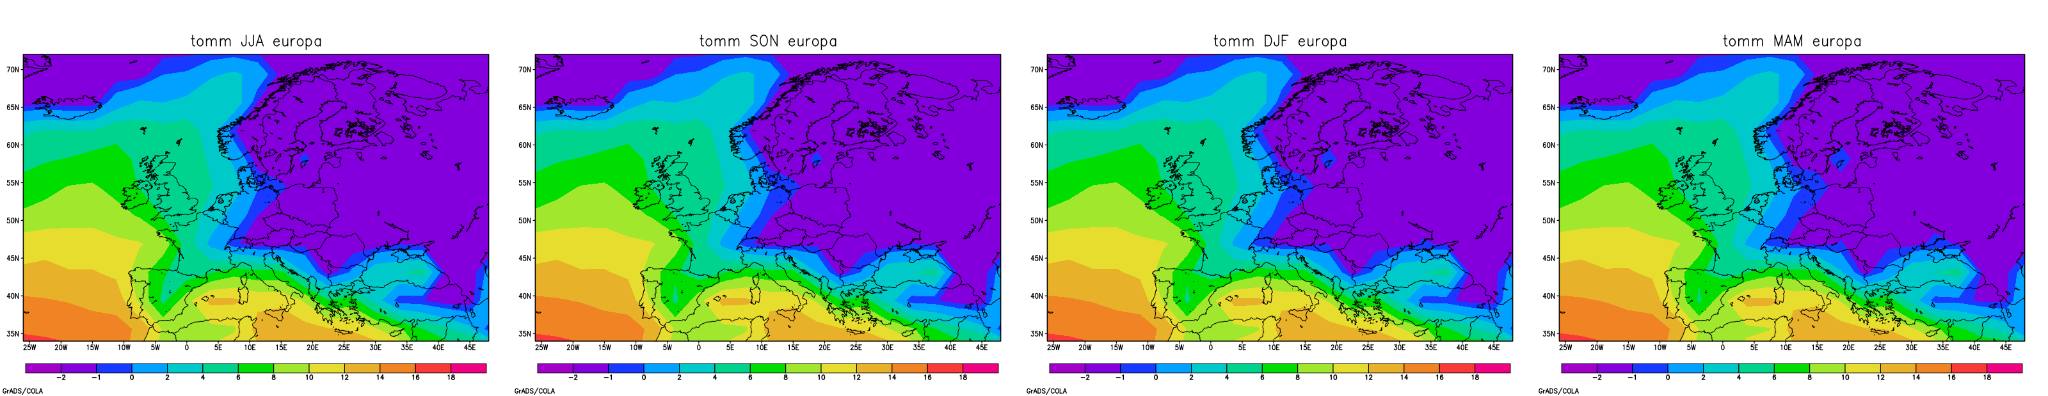 tomm JJA europa
70N
65N
60N
55N
50N
45N
40N
35N
25W 20W 15W 10W 5W 0 5E 10E 15E 20E 25E 30E 35E 40E 45E
-2 -1 0 2 4 6 8 10 12 14 16 18
GrADS/COLA
tomm SON europa
70N
65N
60N
55N
50N
45N
40N
35N
25W 20W 15W 10W 5W 0 5E 10E 15E 20E 25E 30E 35E 40E 45E
-2 -1 0 2 4 6 8 10 12 14 16 18
GrADS/COLA
tomm DJF europa
70N
65N
60N
55N
50N
45N
40N
35N
25W 20W 15W 10W 5W 0 5E 10E 15E 20E 25E 30E 35E 40E 45E
-2 -1 0 2 4 6 8 10 12 14 16 18
GrADS/COLA
tomm MAM europa
70N
65N
60N
55N
50N
45N
40N
35N
25W 20W 15W 10W 5W 0 5E 10E 15E 20E 25E 30E 35E 40E 45E
-2 -1 0 2 4 6 8 10 12 14 16 18
GrADS/COLA